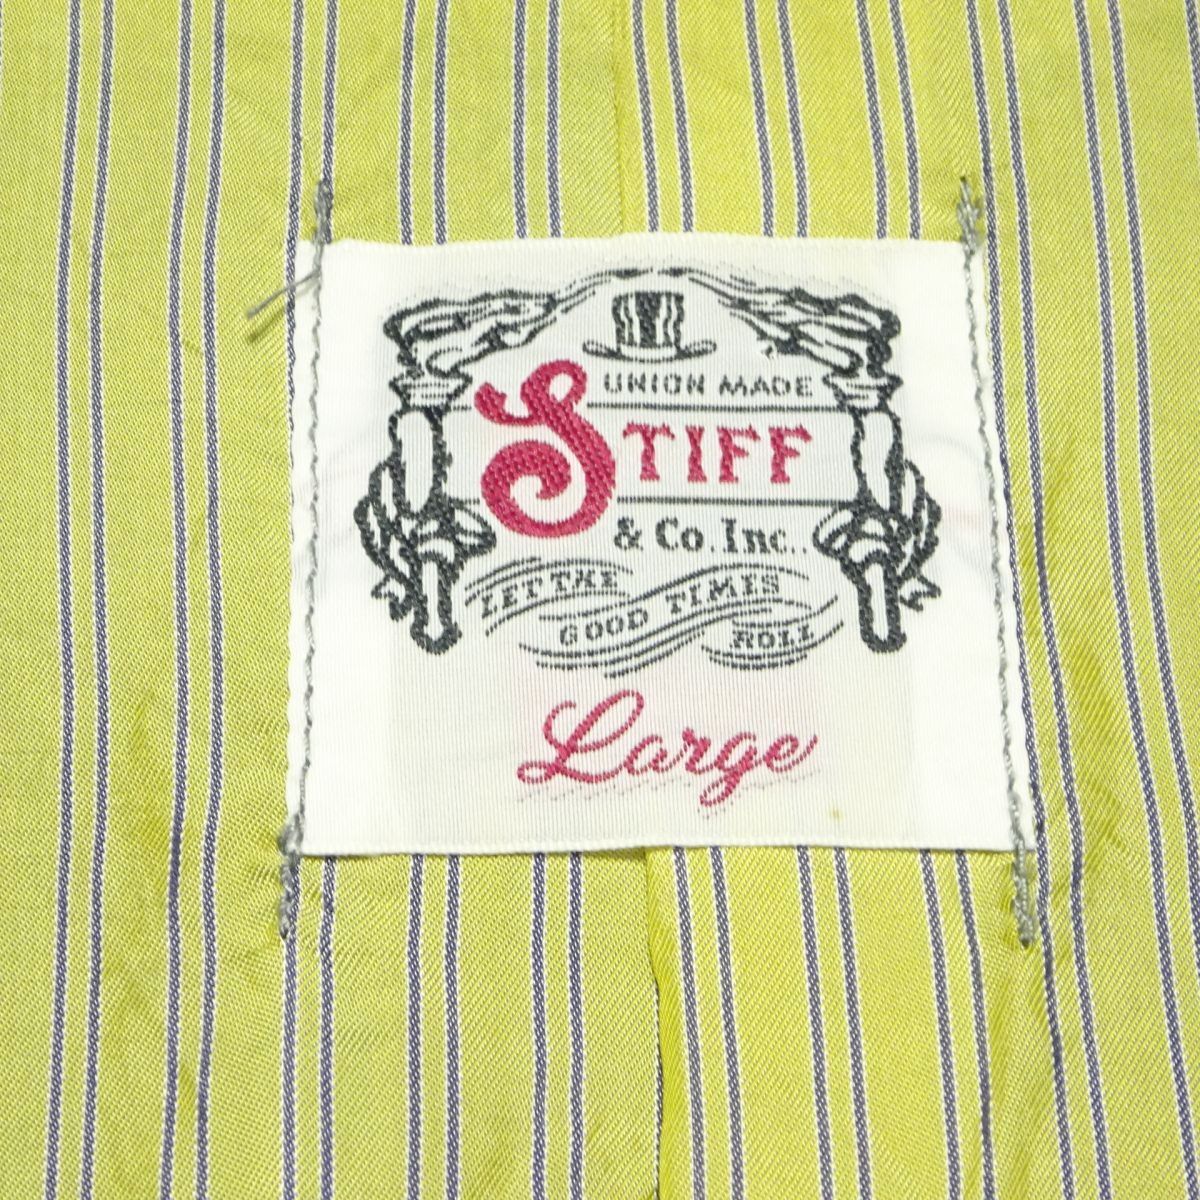 UNION MADE
STIFF
& Co. Inc..
LET THE
GOOD TIMES
ROLL
Large